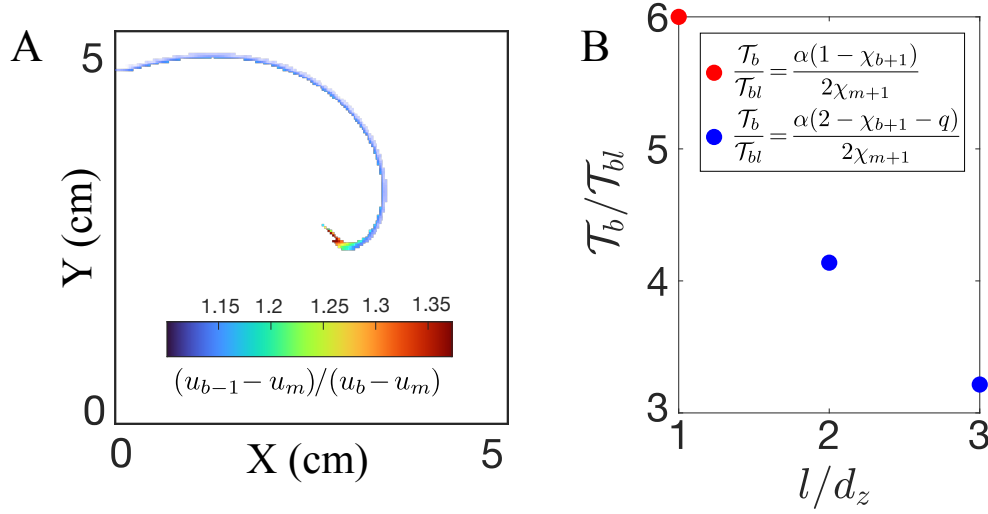 A
5
Y (cm)
0
1.15 1.2 1.25 1.3 1.35
(u_{b-1} - u_m)/(u_b - u_m)
0
X (cm)
5
B
6
5
4
3
𝒯_b/𝒯_{bl}
𝒯_b/𝒯_{bl} = α(1 - χ_{b+1})/2χ_{m+1}
𝒯_b/𝒯_{bl} = α(2 - χ_{b+1} - q)/2χ_{m+1}
1 2 3
l/d_z